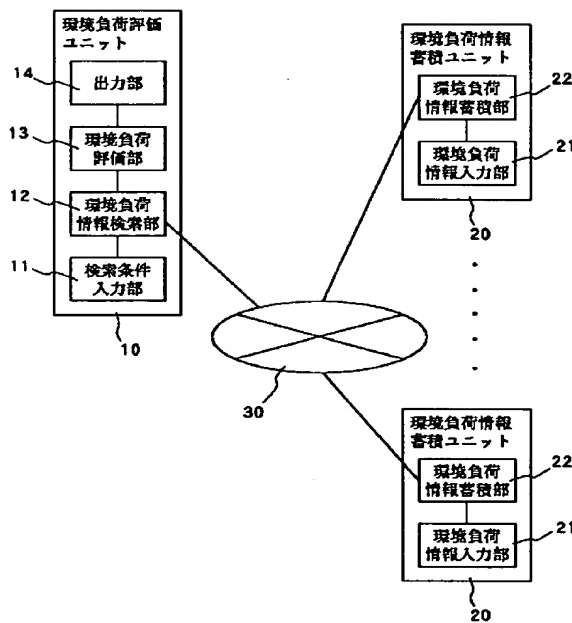 環境負荷評価
ユニット
14
出力部
13
環境負荷
評価部
12
環境負荷
情報検索部
11
検索条件
入力部
10
30
環境負荷情報
蓄積ユニット
環境負荷
情報蓄積部
22
環境負荷
情報入力部
21
20
環境負荷情報
蓄積ユニット
環境負荷
情報蓄積部
22
環境負荷
情報入力部
21
20